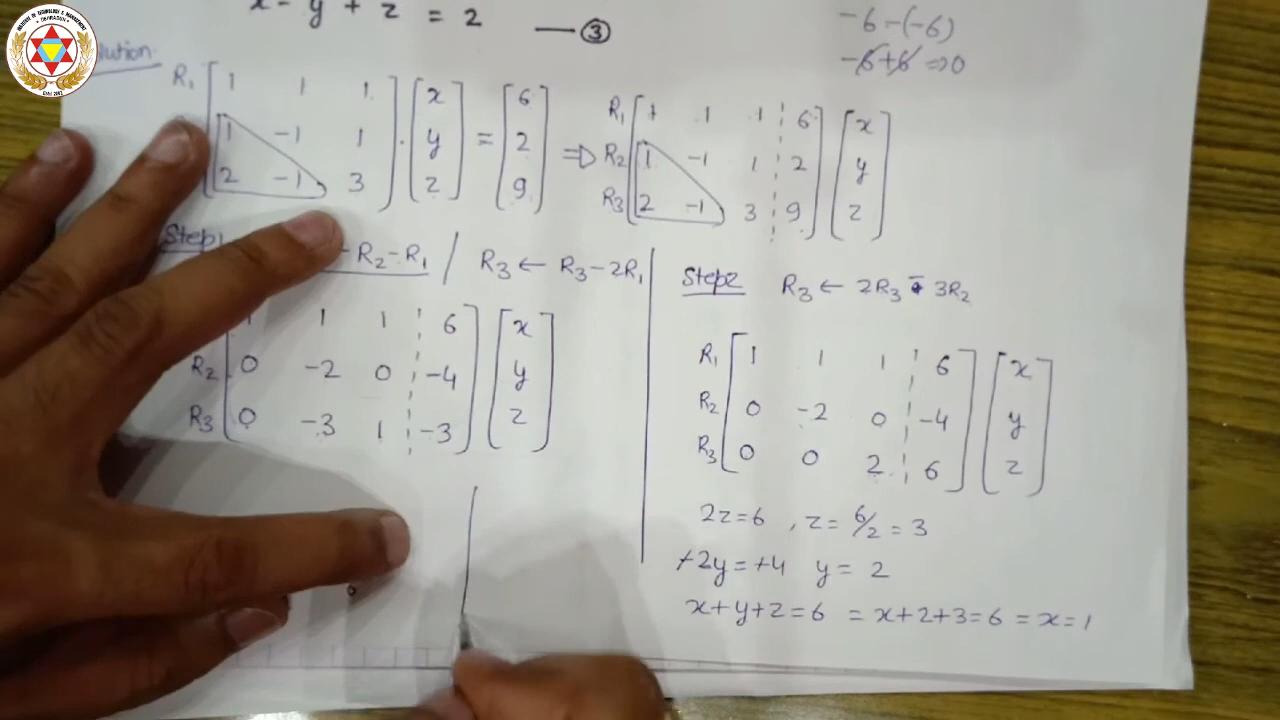 x - y + z = 2 —③
-6-(-6)
-6+6 ⇒0
R₁ [1 1 1] [x] = [6] ⇒ R₁ [1 1 1 ¦ 6] [x]
[1 -1 1] · [y] = [2] R₂ [1 -1 1 ¦ 2] [y]
[2 -1 3] [z] [9] R₃ [2 -1 3 ¦ 9] [z]
Step1 -R₂-R₁ / R₃ ← R₃-2R₁
1 1 ¦ 6] [x]
R₂ [0 -2 0 ¦ -4] [y]
R₃ [0 -3 1 ¦ -3] [z]
Step2 R₃ ← 2R₃ - 3R₂
R₁ [1 1 1 ¦ 6] [x]
R₂ [0 -2 0 ¦ -4] [y]
R₃ [0 0 2 ¦ 6] [z]
2z=6 , z= 6/2 = 3
-2y=-4 y= 2
x+y+z=6 = x+2+3=6 = x=1